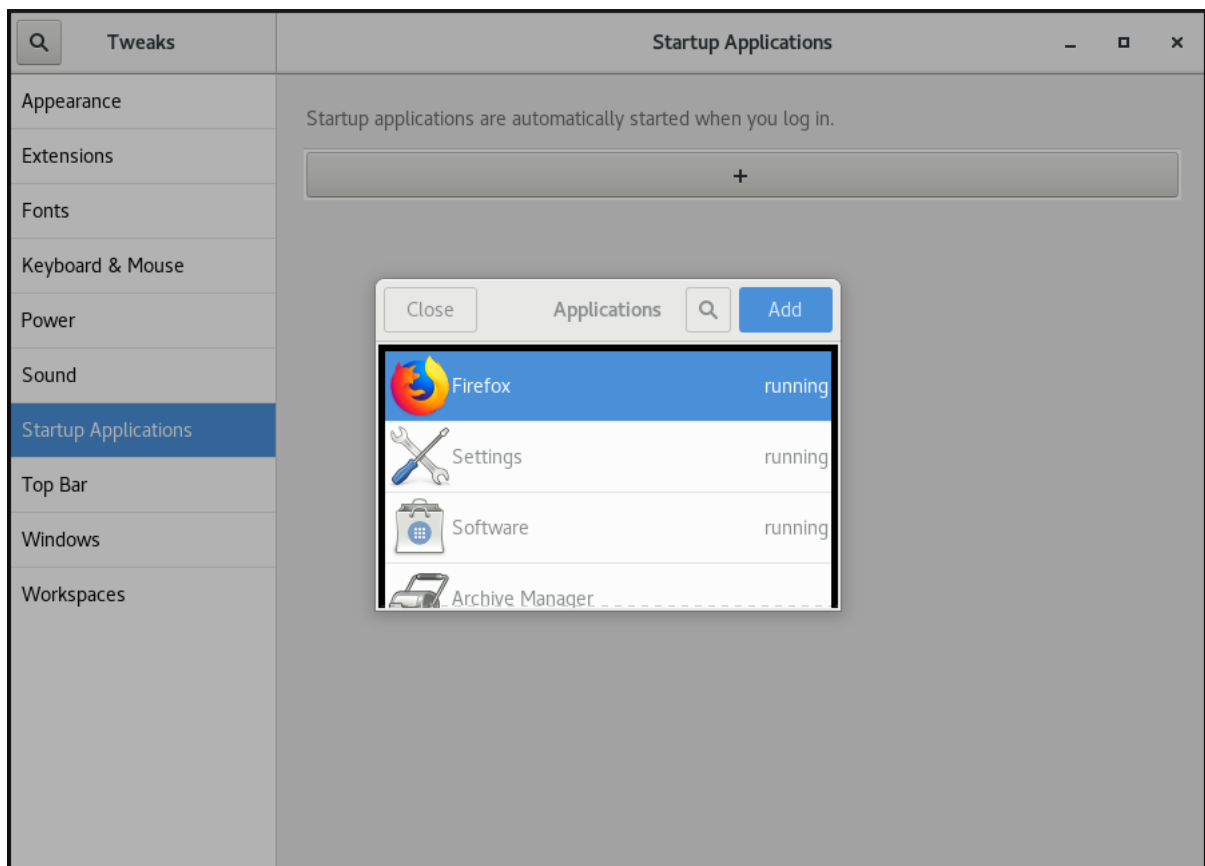 Tweaks
Startup Applications
Appearance
Extensions
Fonts
Keyboard & Mouse
Power
Sound
Startup Applications
Top Bar
Windows
Workspaces
Startup applications are automatically started when you log in.
+
Close
Applications
Add
Firefox running
Settings running
Software running
Archive Manager